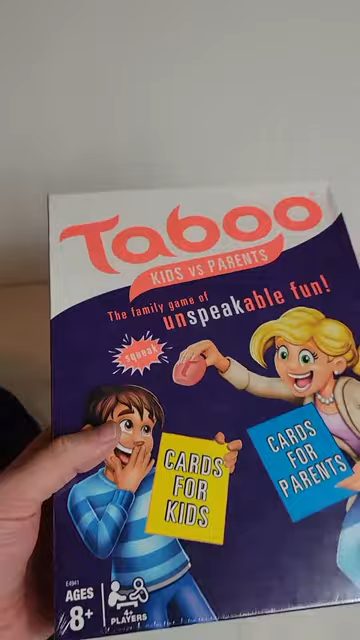 Taboo
KIDS vs PARENTS
The family game of
unspeakable fun!
squeak
CARDS
FOR
KIDS
CARDS
FOR
PARENTS
E4941
AGES
8+
4+
PLAYERS